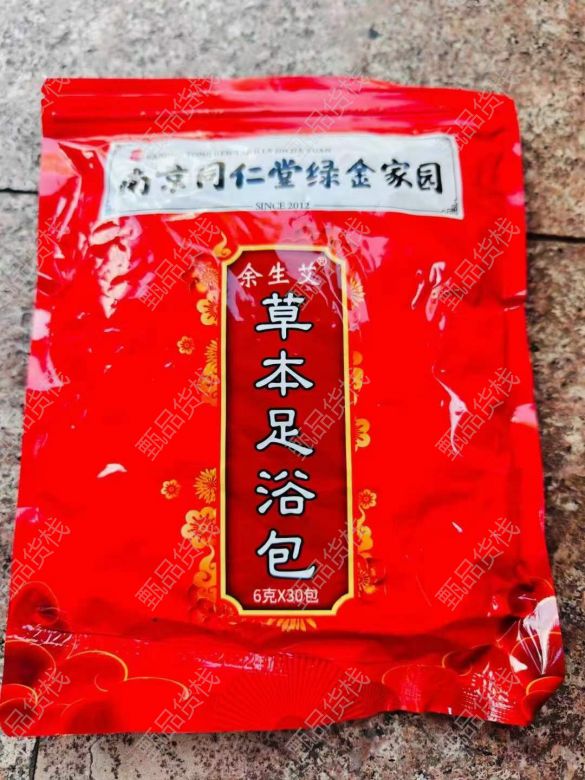 南京同仁堂绿金家园
SINCE 2012
余生艾®
草本足浴包
6克X30包
甄品货栈